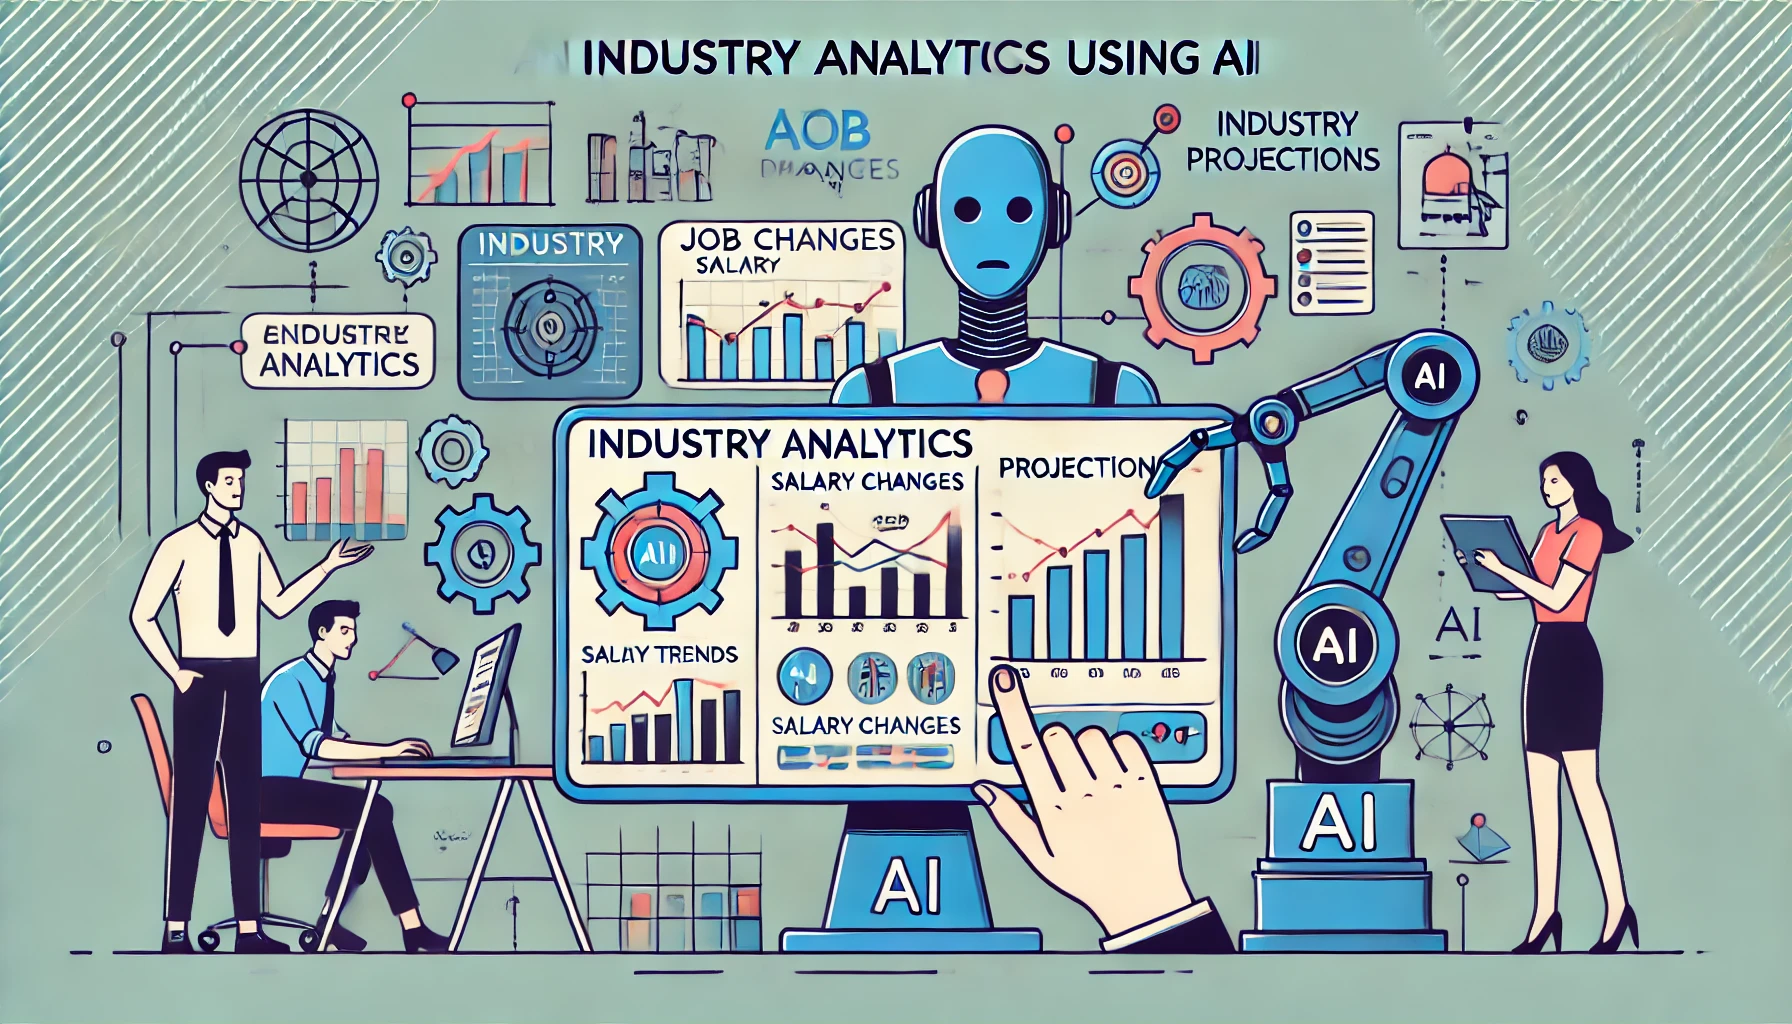 INDUSTRY ANALYTICS USING AI
AOB
INDUSTRY
PROJECTIONS
INDUSTRY
JOB CHANGES
SALARY
ENDUSTRE
ANALYTICS
AI
INDUSTRY ANALYTICS
SALARY CHANGES
PROJECTION
AI
SALAY TRENDS
SALARY CHANGES
AI
AI
AI
AI